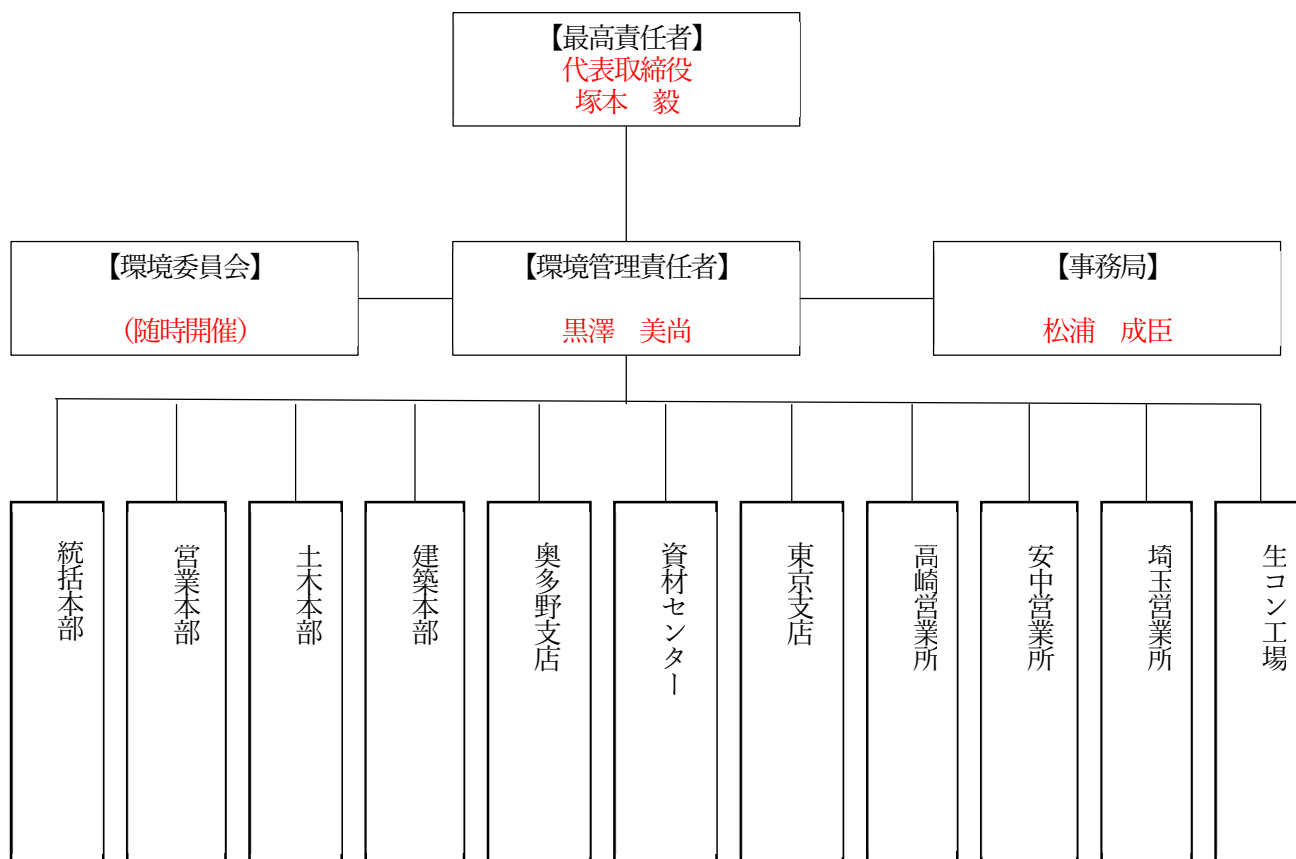 【最高責任者】
代表取締役
塚本　毅
【環境委員会】
(随時開催)
【環境管理責任者】
黒澤　美尚
【事務局】
松浦　成臣
統括本部
営業本部
土木本部
建築本部
奥多野支店
資材センター
東京支店
高崎営業所
安中営業所
埼玉営業所
生コン工場